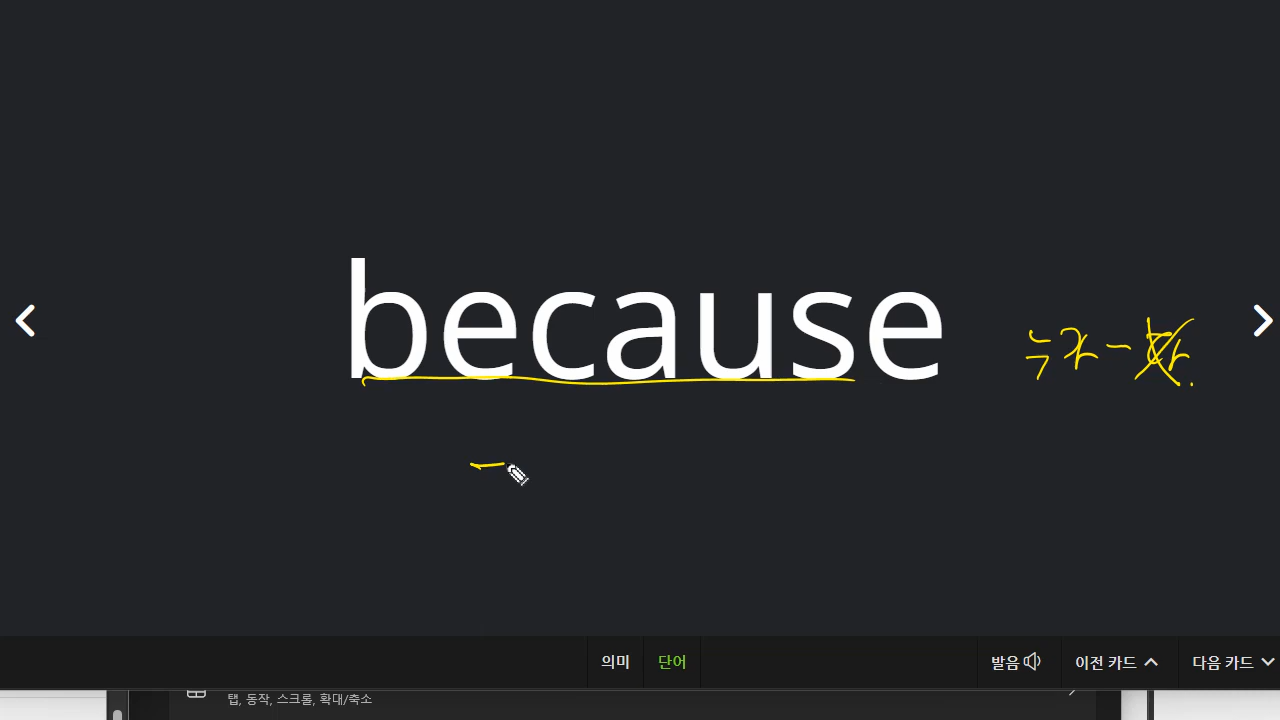 because
의미 단어 발음 이전 카드 다음 카드
탭, 동작, 스크롤, 확대/축소